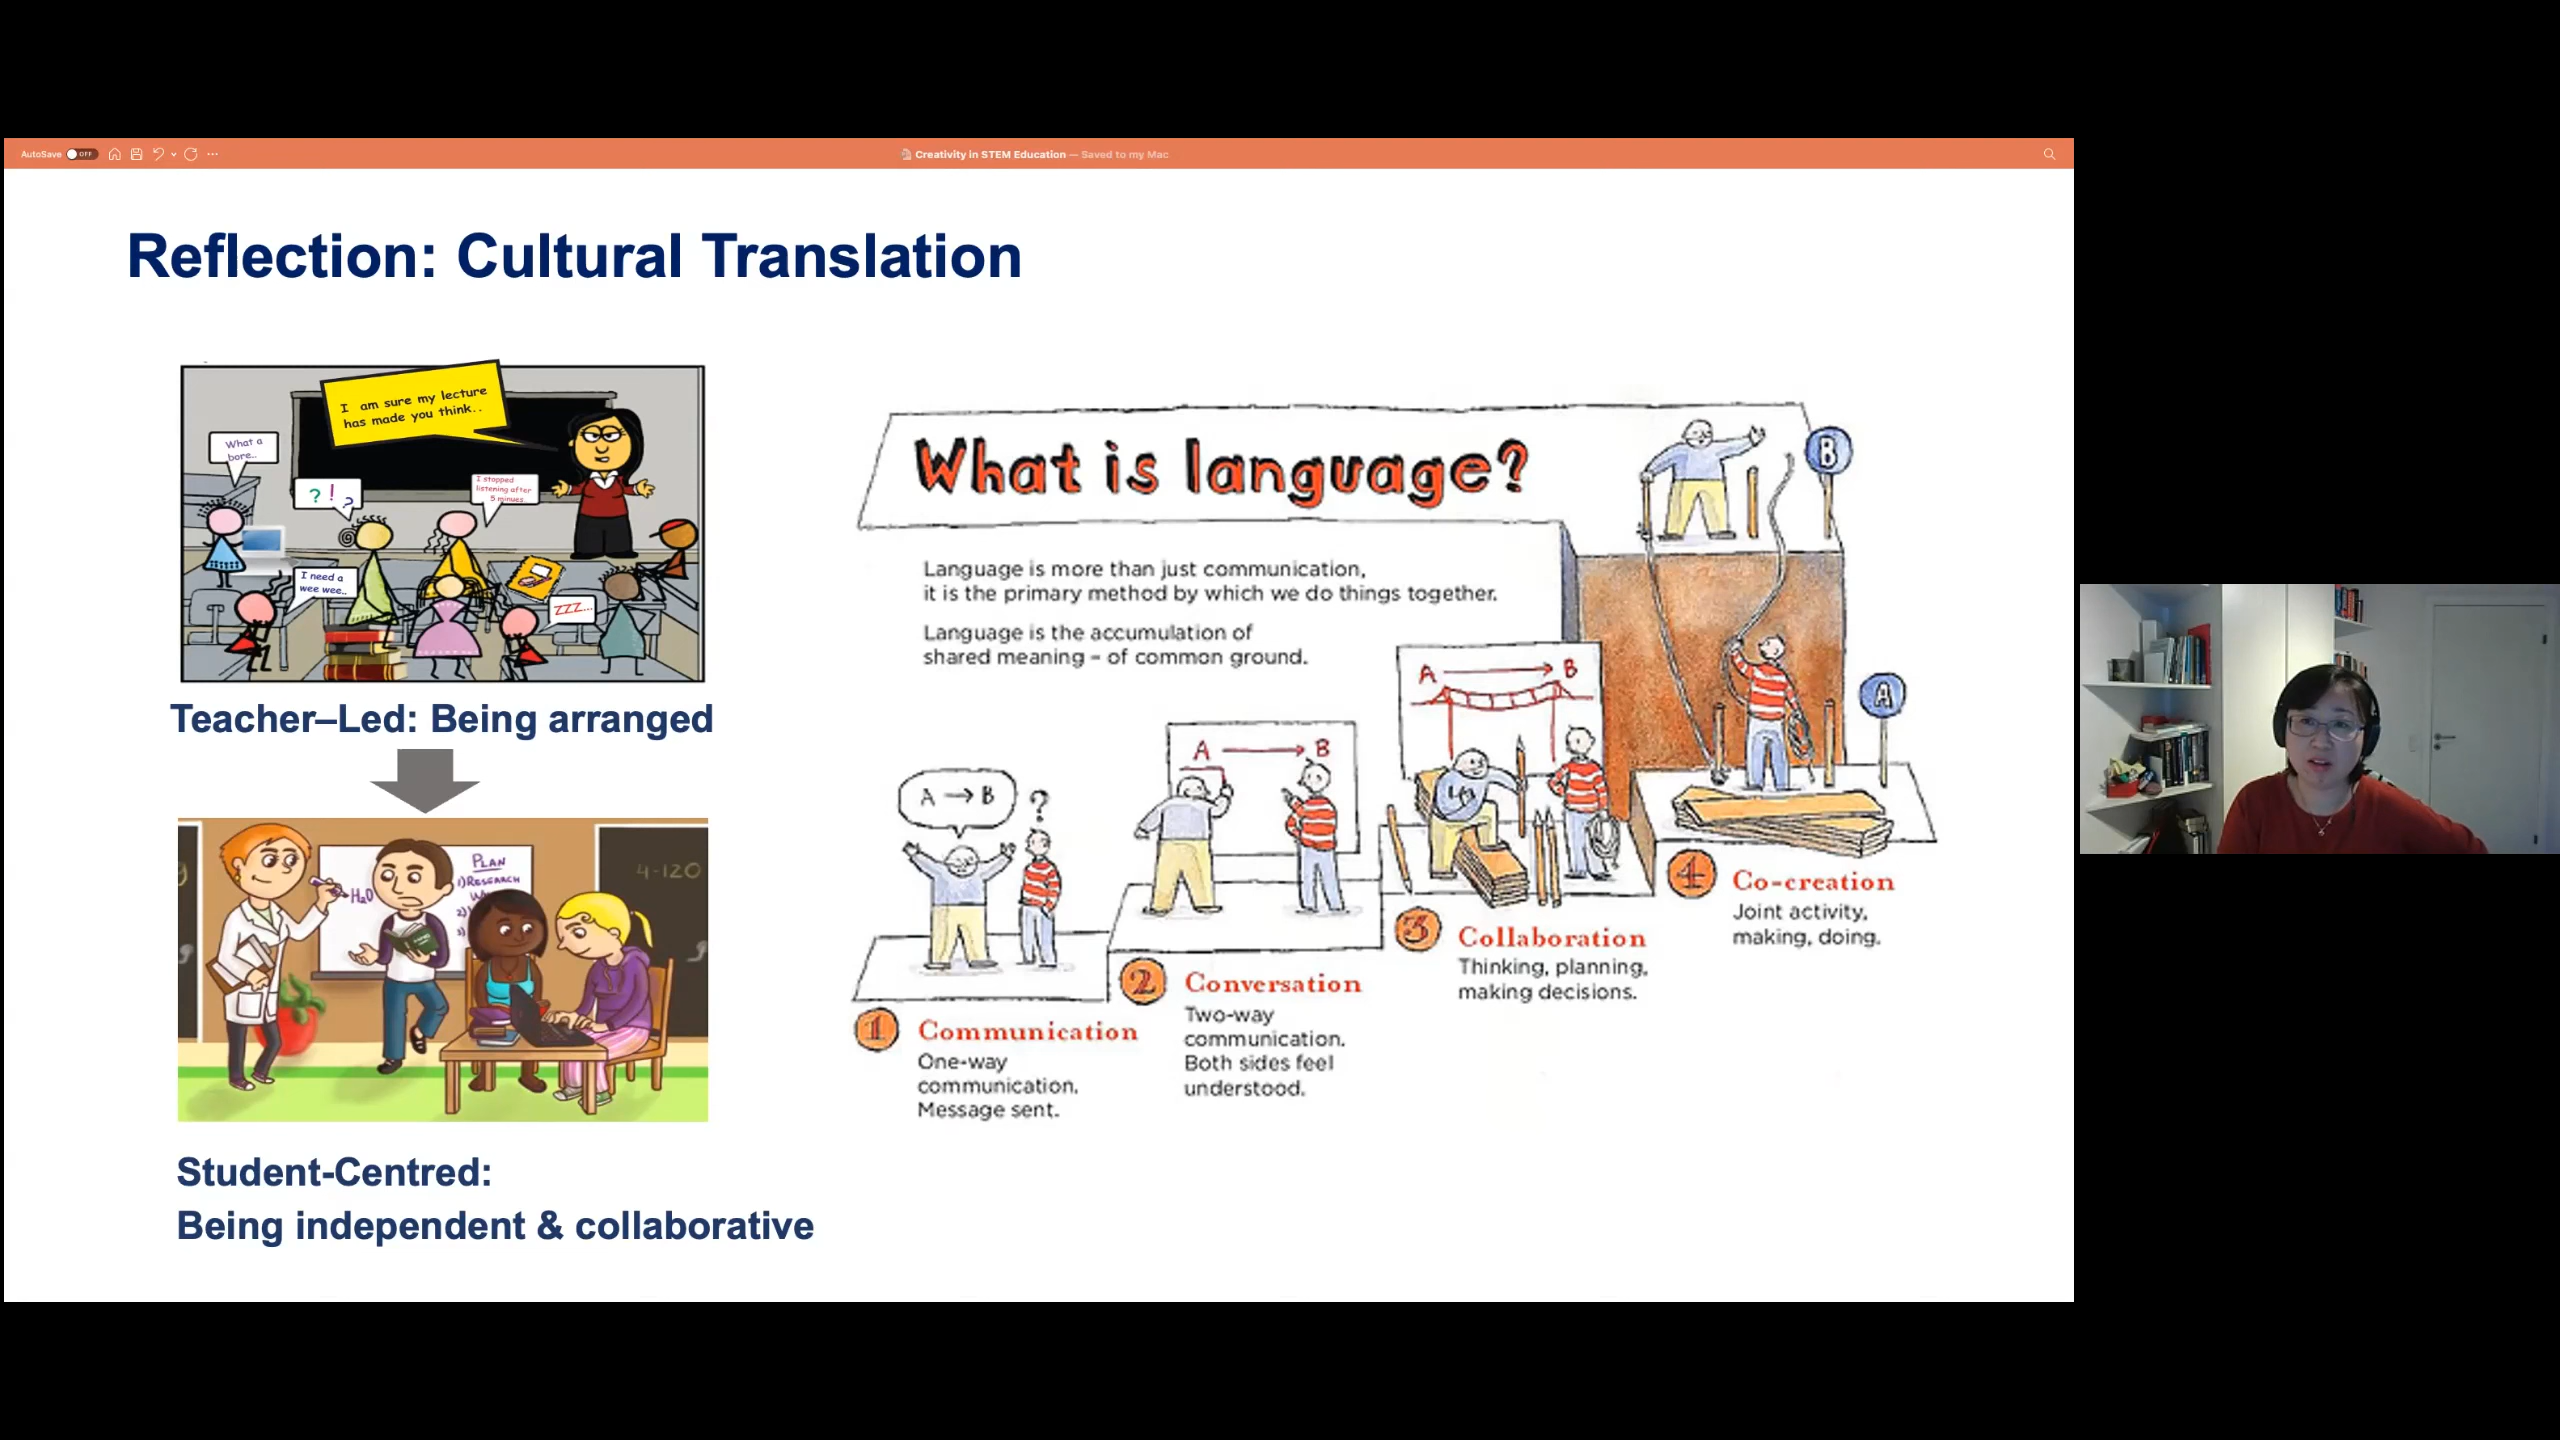 AutoSave OFF
Creativity in STEM Education — Saved to my Mac
Reflection: Cultural Translation
I am sure my lecture
has made you think..
What a
bore..
? ! ?
I stopped
listening after
5 minues..
I need a
wee wee..
ZZZ...
Teacher–Led: Being arranged
H2O
PLAN
1) RESEARCH
2)
3)
4-120
Student-Centred:
Being independent & collaborative
What is language?
Language is more than just communication,
it is the primary method by which we do things together.
Language is the accumulation of
shared meaning – of common ground.
A → B
?
1 Communication
One-way
communication.
Message sent.
A → B
2 Conversation
Two-way
communication.
Both sides feel
understood.
A → B
3 Collaboration
Thinking, planning,
making decisions.
B
A
4 Co-creation
Joint activity,
making, doing.